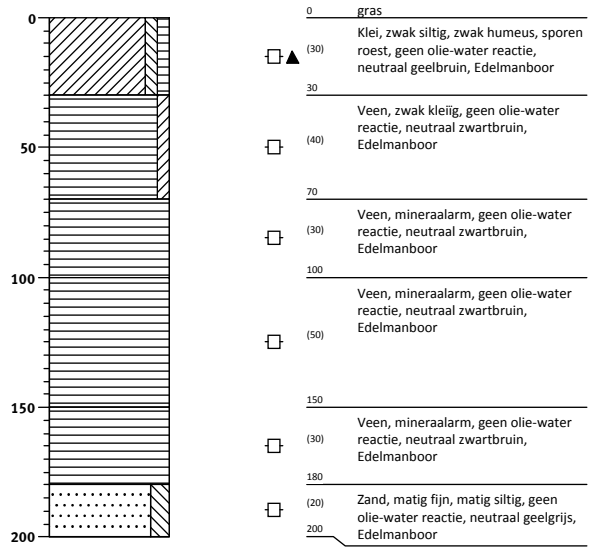 0
50
100
150
200
0 gras
(30) Klei, zwak siltig, zwak humeus, sporen
roest, geen olie-water reactie,
neutraal geelbruin, Edelmanboor
30
(40) Veen, zwak kleiïg, geen olie-water
reactie, neutraal zwartbruin,
Edelmanboor
70
(30) Veen, mineraalarm, geen olie-water
reactie, neutraal zwartbruin,
Edelmanboor
100
(50) Veen, mineraalarm, geen olie-water
reactie, neutraal zwartbruin,
Edelmanboor
150
(30) Veen, mineraalarm, geen olie-water
reactie, neutraal zwartbruin,
Edelmanboor
180
(20) Zand, matig fijn, matig siltig, geen
olie-water reactie, neutraal geelgrijs,
200 Edelmanboor